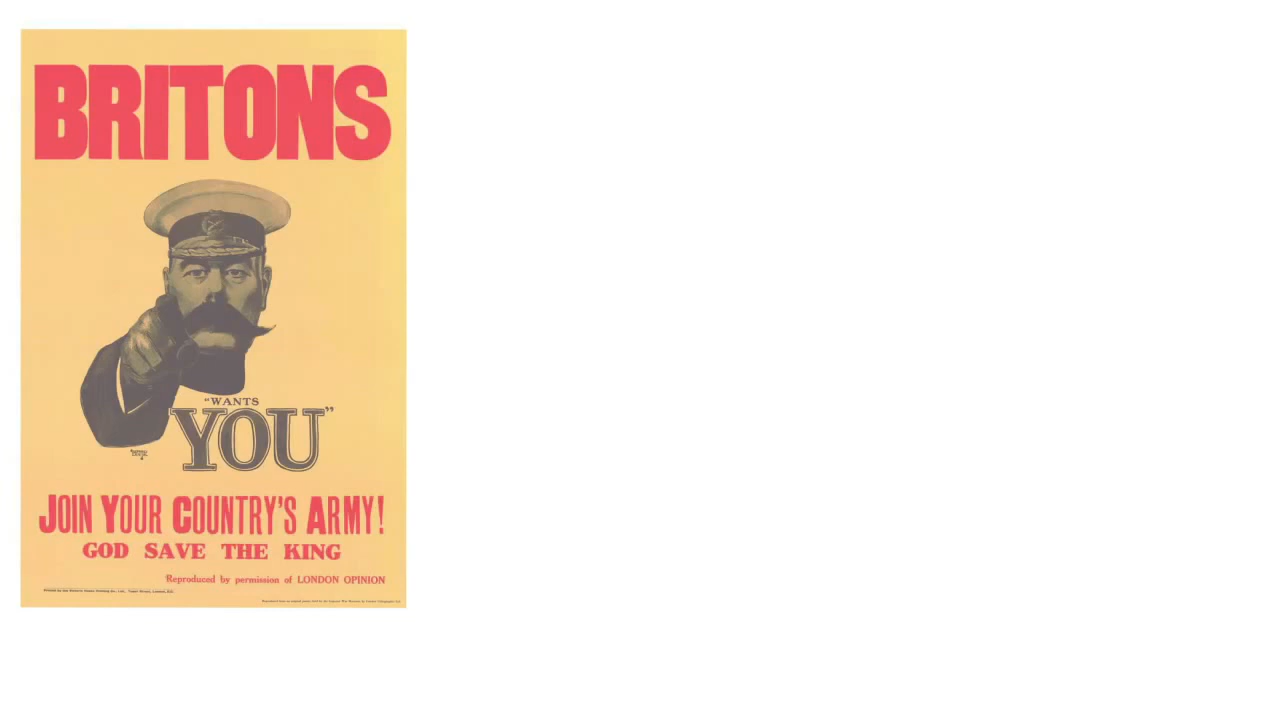 BRITONS
"WANTS
YOU"
JOIN YOUR COUNTRY'S ARMY!
GOD SAVE THE KING
Reproduced by permission of LONDON OPINION